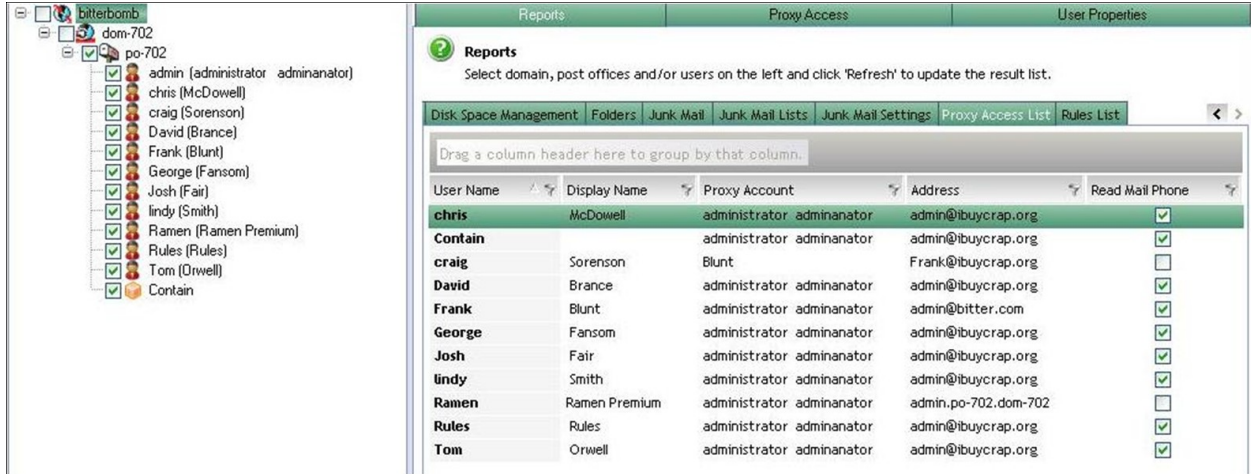 bitterbomb
dom-702
po-702
admin (administrator adminanator)
chris (McDowell)
craig (Sorenson)
David (Brance)
Frank (Blunt)
George (Fansom)
Josh (Fair)
lindy (Smith)
Ramen (Ramen Premium)
Rules (Rules)
Tom (Orwell)
Contain
Reports Proxy Access User Properties
Reports
Select domain, post offices and/or users on the left and click 'Refresh' to update the result list.
Disk Space Management Folders Junk Mail Junk Mail Lists Junk Mail Settings Proxy Access List Rules List
Drag a column header here to group by that column.
User Name Display Name Proxy Account Address Read Mail Phone
chris McDowell administrator adminanator admin@ibuycrap.org
Contain administrator adminanator admin@ibuycrap.org
craig Sorenson Blunt Frank@ibuycrap.org
David Brance administrator adminanator admin@ibuycrap.org
Frank Blunt administrator adminanator admin@bitter.com
George Fansom administrator adminanator admin@ibuycrap.org
Josh Fair administrator adminanator admin@ibuycrap.org
lindy Smith administrator adminanator admin@ibuycrap.org
Ramen Ramen Premium administrator adminanator admin.po-702.dom-702
Rules Rules administrator adminanator admin@ibuycrap.org
Tom Orwell administrator adminanator admin@ibuycrap.org